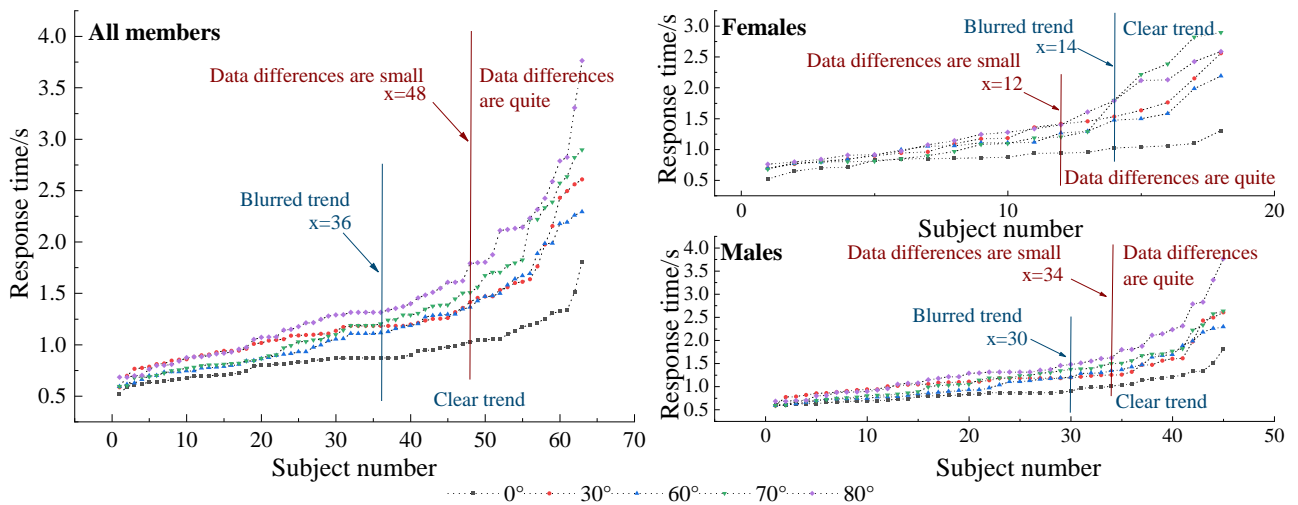 All members
Data differences are small
x=48
Data differences
are quite
Blurred trend
x=36
Clear trend
Response time/s
4.0
3.5
3.0
2.5
2.0
1.5
1.0
0.5
0 10 20 30 40 50 60 70
Subject number
Females
Blurred trend
x=14
Clear trend
Data differences are small
x=12
Data differences are quite
Response time/s
3.0
2.5
2.0
1.5
1.0
0.5
0 10 20
Subject number
Males
Data differences are small
x=34
Data differences
are quite
Blurred trend
x=30
Clear trend
Response time/s
4.0
3.5
3.0
2.5
2.0
1.5
1.0
0.5
0 10 20 30 40 50
Subject number
0° 30° 60° 70° 80°